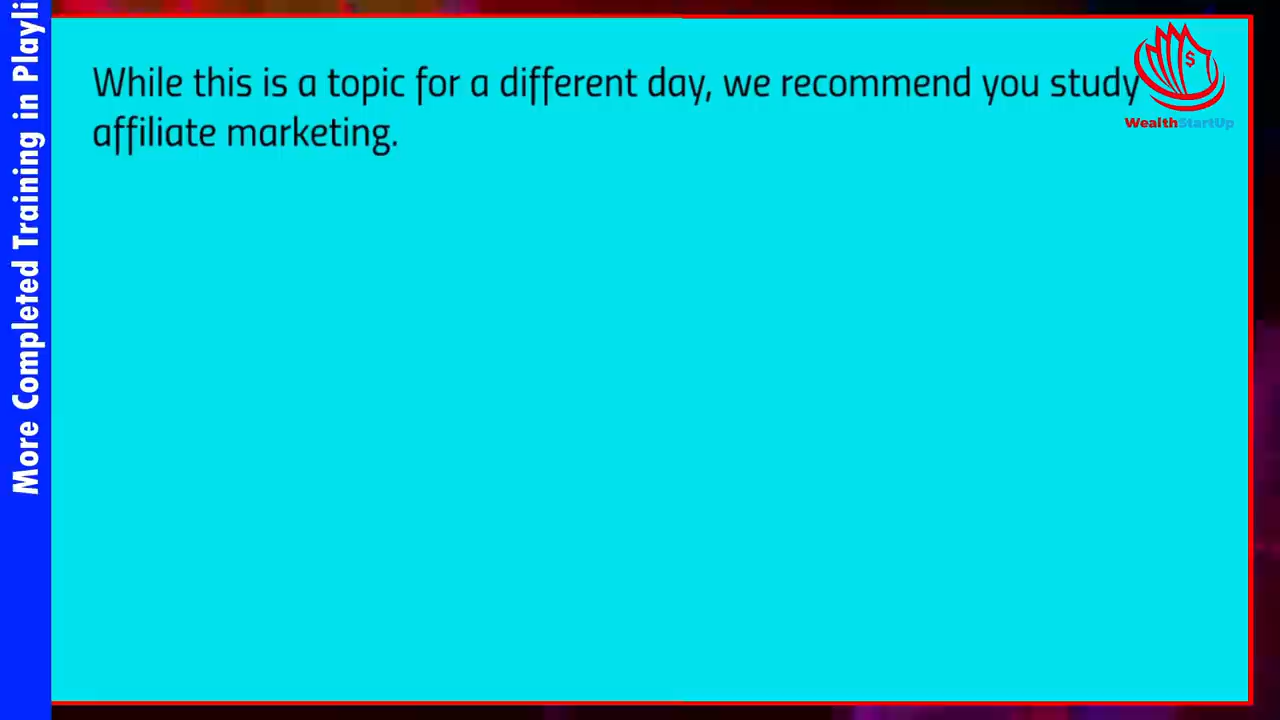 While this is a topic for a different day, we recommend you study
affiliate marketing.
$
WealthStartUp
More Completed Training in Playli